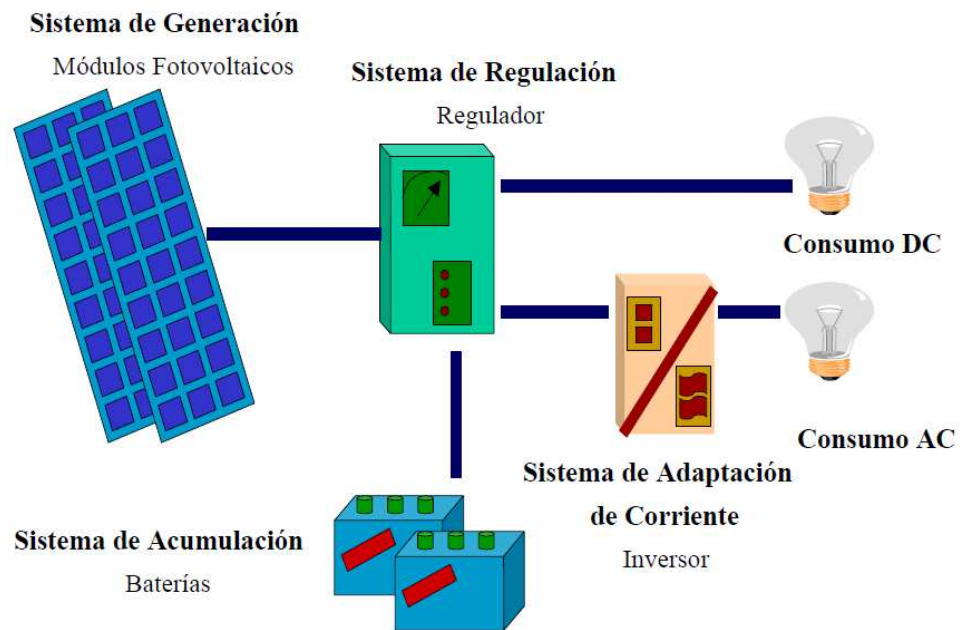 Sistema de Generación
Módulos Fotovoltaicos
Sistema de Regulación
Regulador
Consumo DC
Consumo AC
Sistema de Adaptación
de Corriente
Inversor
Sistema de Acumulación
Baterías